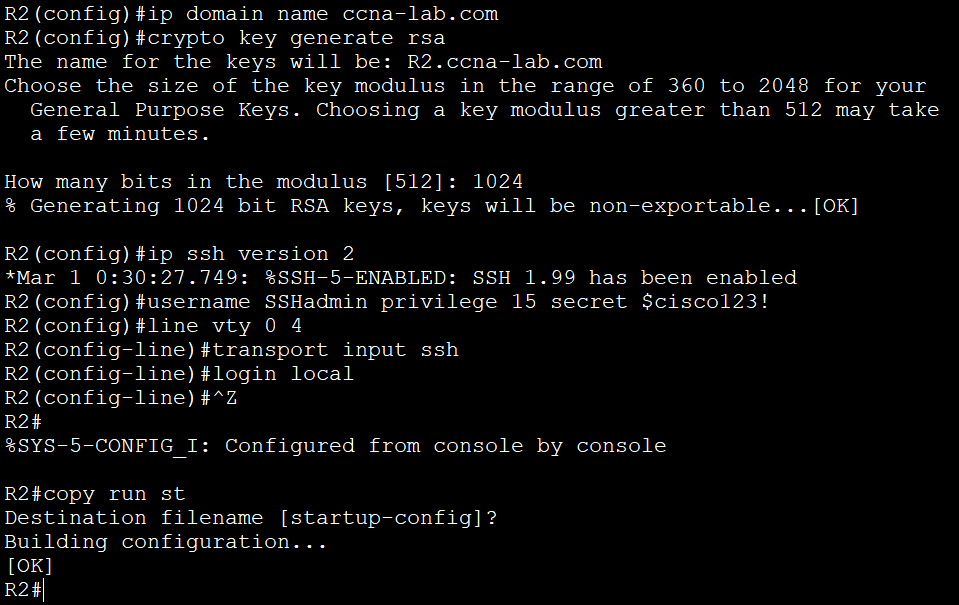 R2(config)#ip domain name ccna-lab.com
R2(config)#crypto key generate rsa
The name for the keys will be: R2.ccna-lab.com
Choose the size of the key modulus in the range of 360 to 2048 for your
General Purpose Keys. Choosing a key modulus greater than 512 may take
a few minutes.
How many bits in the modulus [512]: 1024
% Generating 1024 bit RSA keys, keys will be non-exportable...[OK]
R2(config)#ip ssh version 2
*Mar 1 0:30:27.749: %SSH-5-ENABLED: SSH 1.99 has been enabled
R2(config)#username SSHadmin privilege 15 secret $cisco123!
R2(config)#line vty 0 4
R2(config-line)#transport input ssh
R2(config-line)#login local
R2(config-line)#^Z
R2#
%SYS-5-CONFIG_I: Configured from console by console
R2#copy run st
Destination filename [startup-config]?
Building configuration...
[OK]
R2#